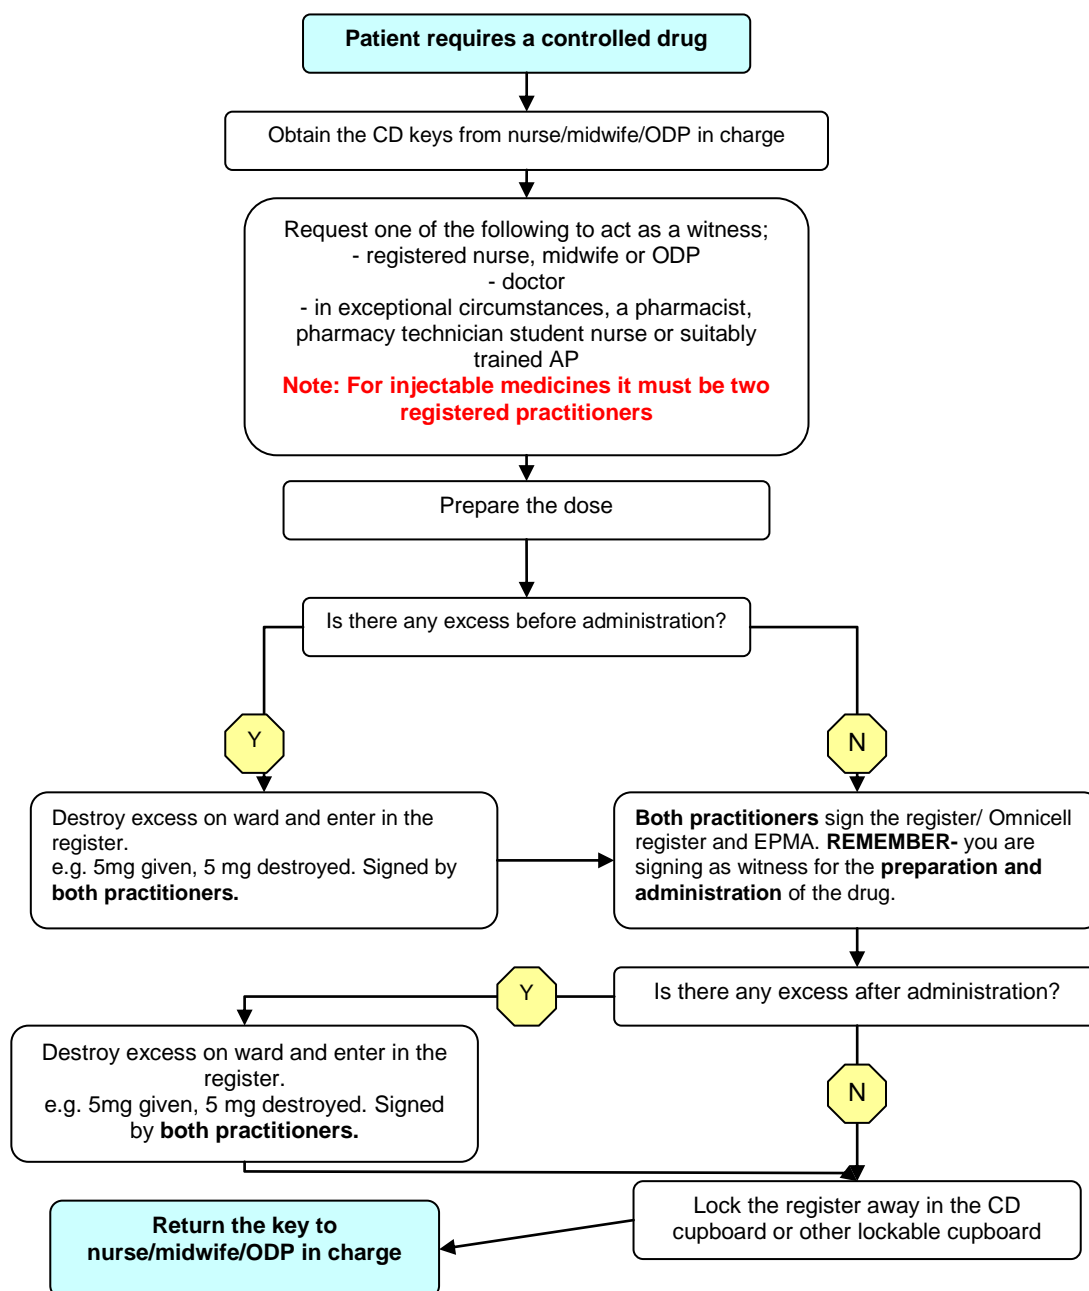 Patient requires a controlled drug
Obtain the CD keys from nurse/midwife/ODP in charge
Request one of the following to act as a witness;
- registered nurse, midwife or ODP
- doctor
- in exceptional circumstances, a pharmacist,
pharmacy technician student nurse or suitably
trained AP
Note: For injectable medicines it must be two
registered practitioners
Prepare the dose
Is there any excess before administration?
Y
N
Destroy excess on ward and enter in the
register.
e.g. 5mg given, 5 mg destroyed. Signed by
both practitioners.
Both practitioners sign the register/ Omnicell
register and EPMA. REMEMBER- you are
signing as witness for the preparation and
administration of the drug.
Is there any excess after administration?
Y
Destroy excess on ward and enter in the
register.
e.g. 5mg given, 5 mg destroyed. Signed
by both practitioners.
N
Lock the register away in the CD
cupboard or other lockable cupboard
Return the key to
nurse/midwife/ODP in charge